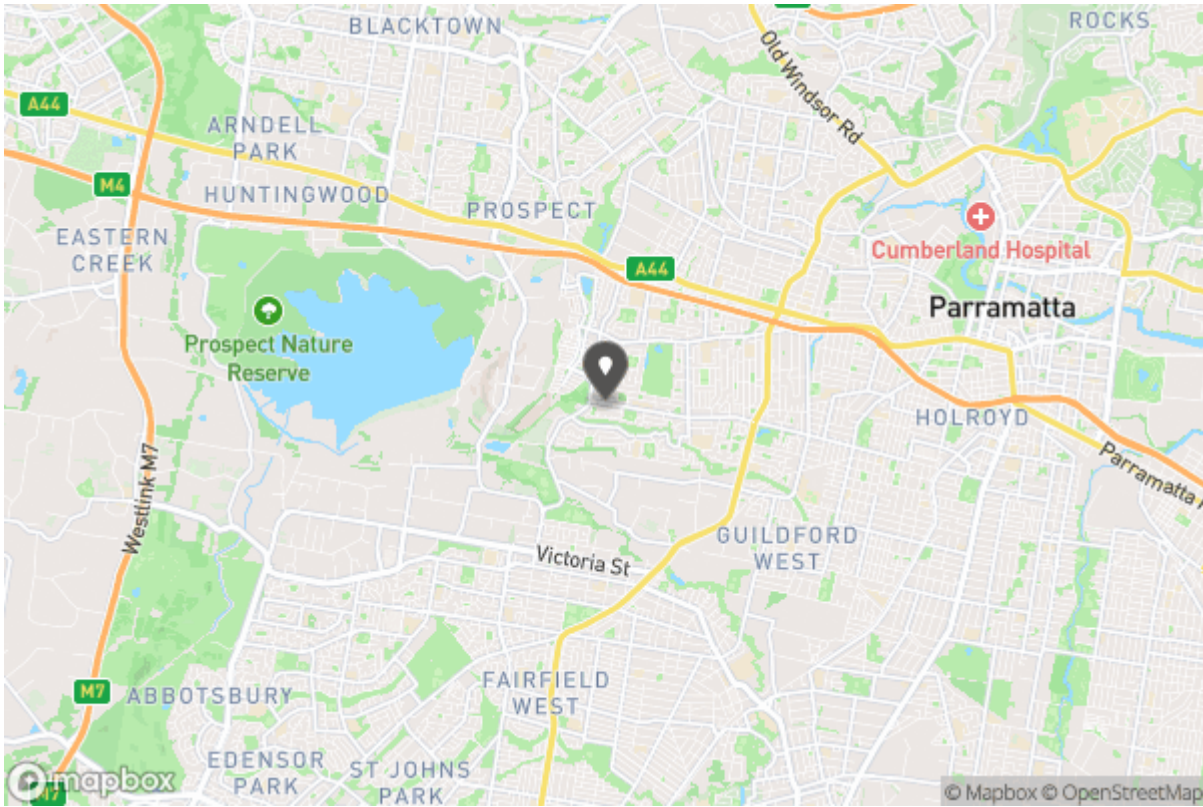 BLACKTOWN
ROCKS
A44
Old Windsor Rd
ARNDELL
PARK
M4
HUNTINGWOOD
PROSPECT
EASTERN
CREEK
A44
Cumberland Hospital
Parramatta
Prospect Nature
Reserve
HOLROYD
Parramatta
Westlink M7
GUILDFORD
WEST
Victoria St
M7
ABBOTSBURY
FAIRFIELD
WEST
EDENSOR
PARK
ST JOHNS
PARK
M7
mapbox
© Mapbox © OpenStreetMap